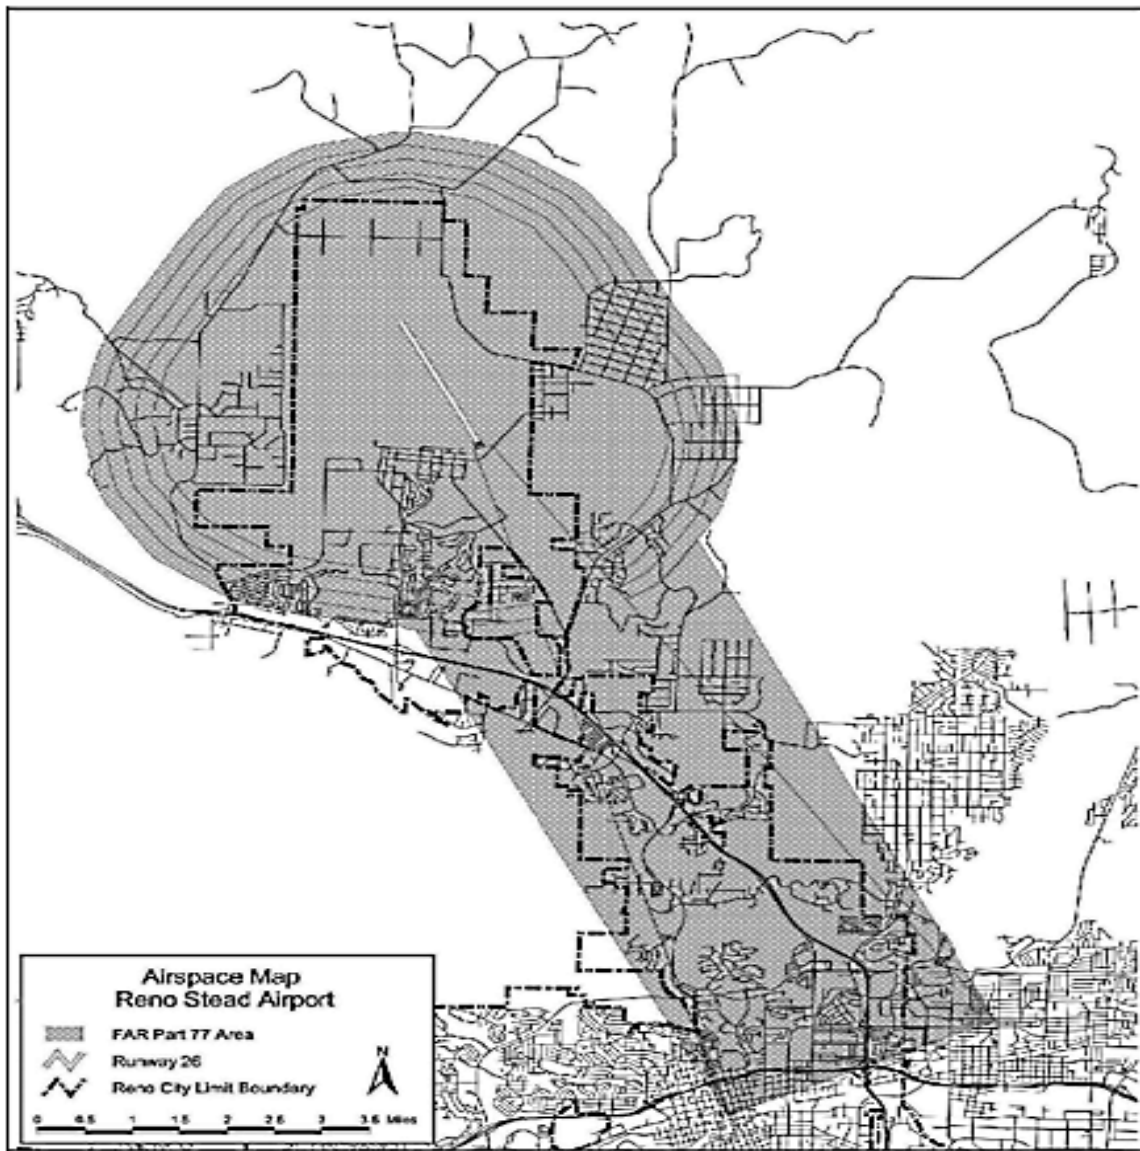 Airspace Map
Reno Stead Airport
FAR Part 77 Area
Runway 26
Reno City Limit Boundary
N
0 0.5 1 1.5 2 2.5 3 3.5 Miles